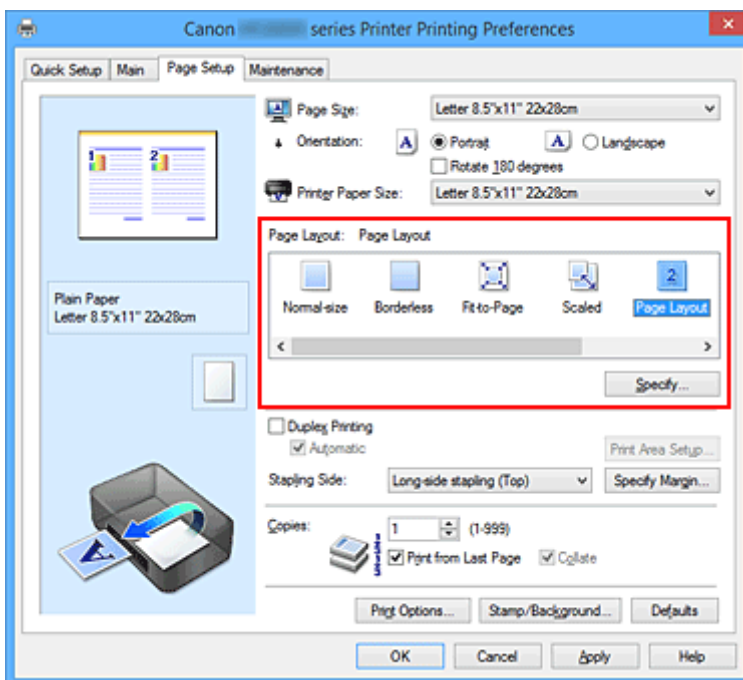 Canon series Printer Printing Preferences
Quick Setup Main Page Setup Maintenance
Page Size: Letter 8.5"x11" 22x28cm
Orientation: A Portrait A Landscape
Rotate 180 degrees
Printer Paper Size: Letter 8.5"x11" 22x28cm
1 2
Page Layout: Page Layout
2
Normal-size Borderless Fit-to-Page Scaled Page Layout
Specify...
Plain Paper
Letter 8.5"x11" 22x28cm
Duplex Printing
Automatic Print Area Setup...
Stapling Side: Long-side stapling (Top) Specify Margin...
Copies: 1 (1-999)
Print from Last Page Collate
A
Print Options... Stamp/Background... Defaults
OK Cancel Apply Help